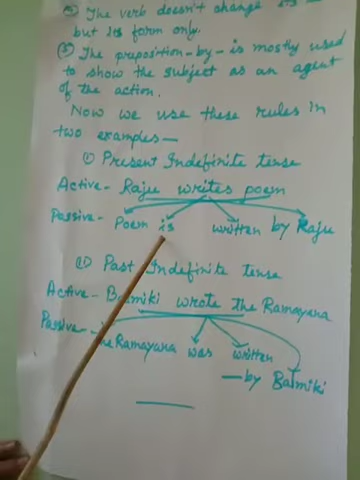 ② The verb doesn't change its
but its form only.
③ The preposition-by-is mostly used
to show the subject as an agent
of the action.
Now we use these rules in
two examples—
① Present Indefinite tense
Active- Raju writes poem
Passive- Poem is written by Raju
② Past Indefinite tense
Active- Balmiki wrote the Ramayana
Passive- Ramayana was written
—by Balmiki